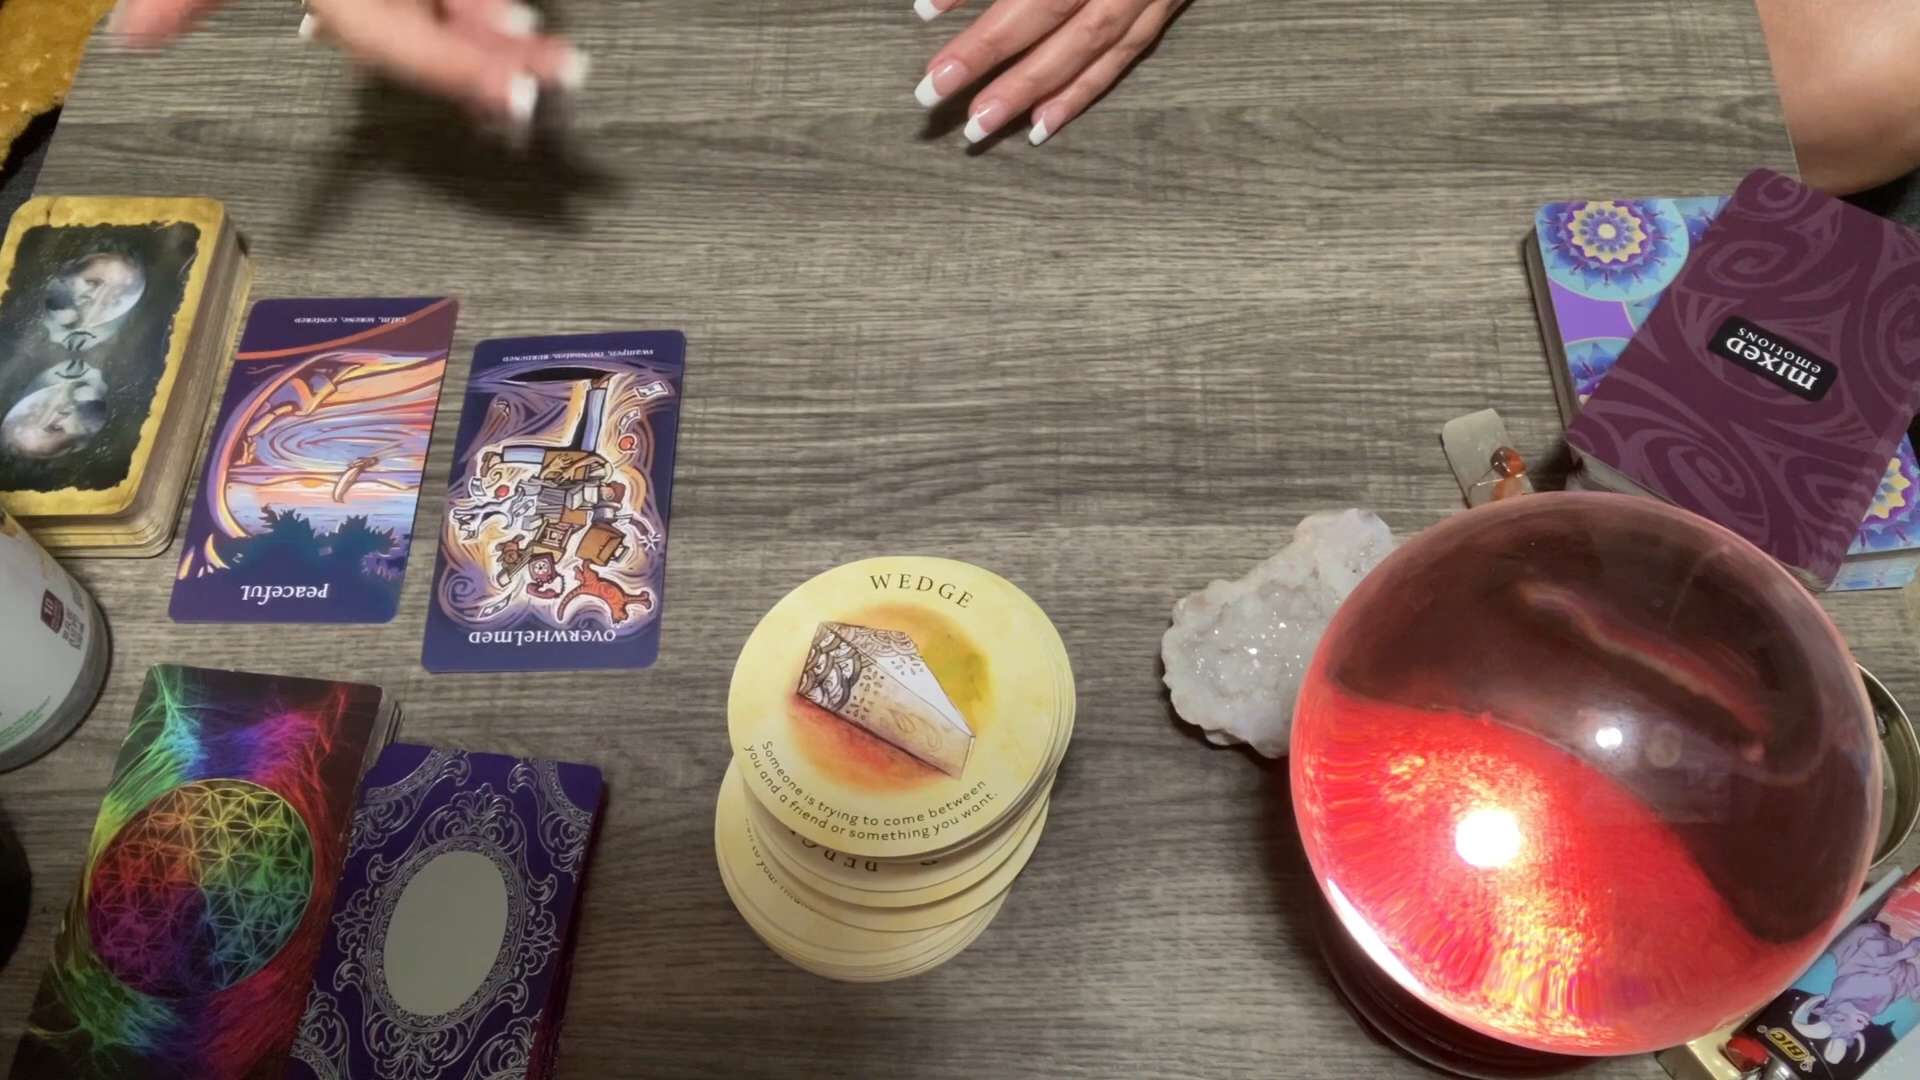 calm, serene, centered
peaceful
swamped, inundated, burdened
overwhelmed
WEDGE
Someone is trying to come between
you and a friend or something you want.
mixed
emotions
10
BIC